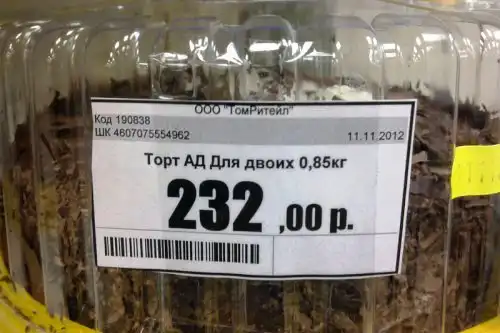 ООО "ТомРитейл"
Код 190838
ШК 4607075554962 11.11.2012
Торт АД Для двоих 0,85кг
232 ,00 р.